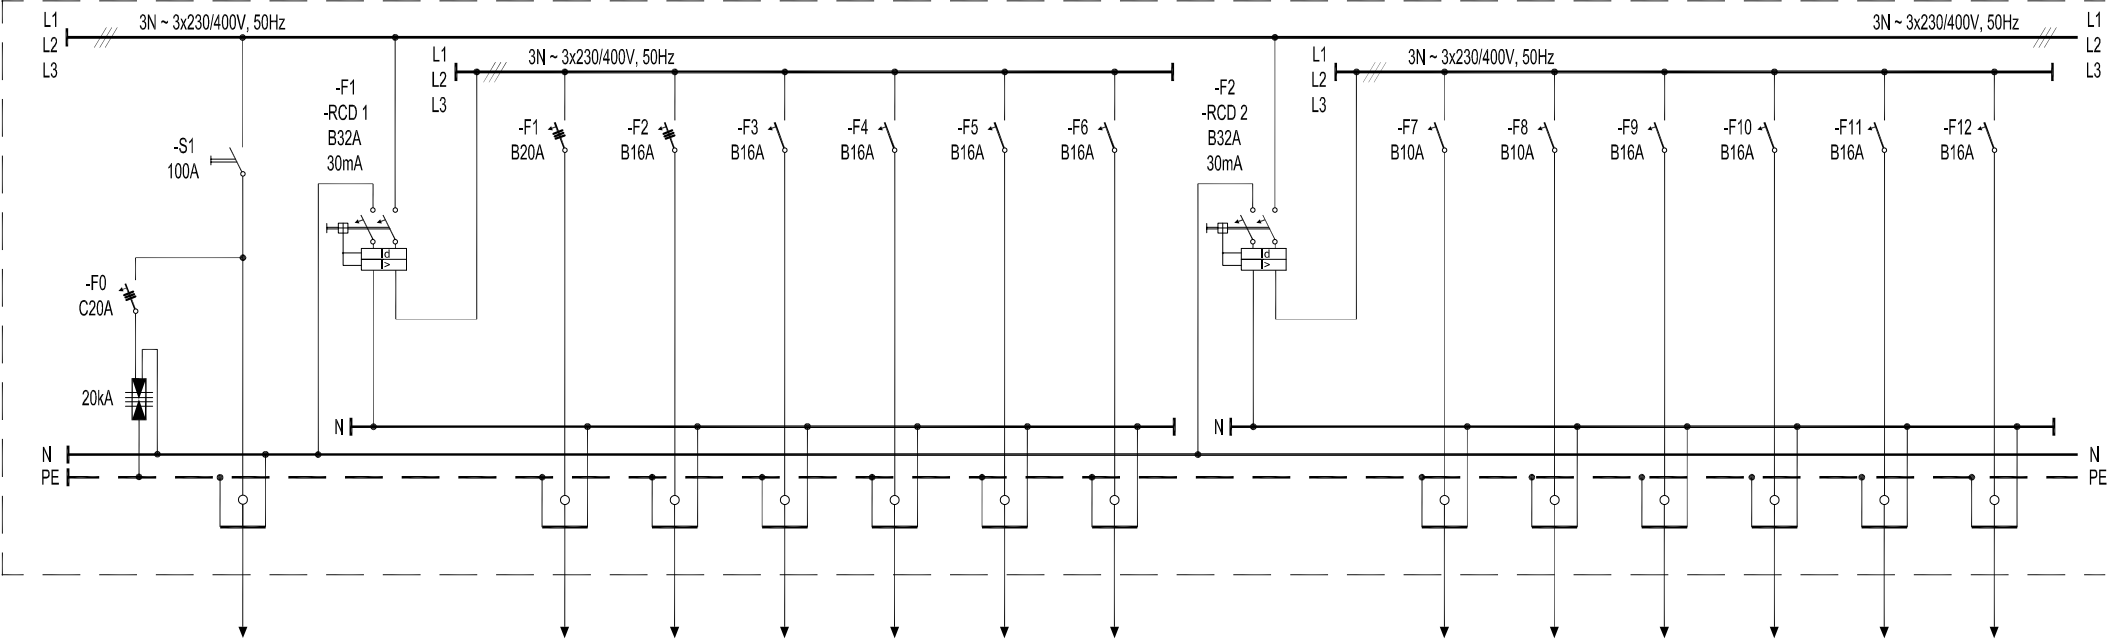 L1
L2
L3
3N ~ 3x230/400V, 50Hz
3N ~ 3x230/400V, 50Hz
L1
L2
L3
L1
L2
L3
3N ~ 3x230/400V, 50Hz
L1
L2
L3
3N ~ 3x230/400V, 50Hz
-S1
100A
-F0
C20A
20kA
-F1
-RCD 1
B32A
30mA
-F1
B20A
-F2
B16A
-F3
B16A
-F4
B16A
-F5
B16A
-F6
B16A
-F2
-RCD 2
B32A
30mA
-F7
B10A
-F8
B10A
-F9
B16A
-F10
B16A
-F11
B16A
-F12
B16A
Id
>
Id
>
N
N
N
PE
N
PE